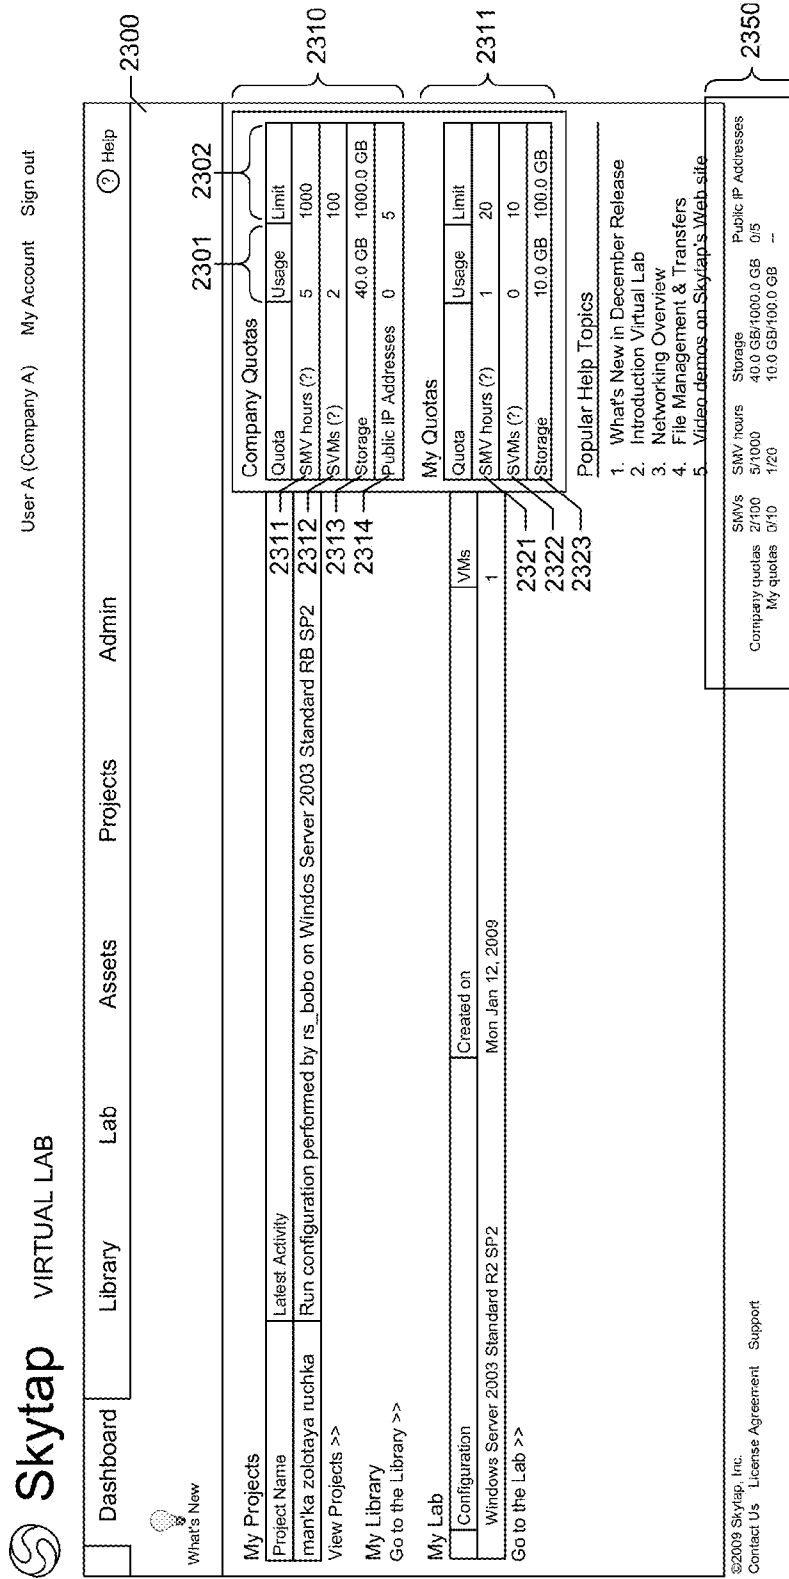 Skytap VIRTUAL LAB
User A (Company A) My Account Sign out
Dashboard Library Lab Assets Projects Admin ? Help
2300
What's New
My Projects
Project Name Latest Activity
man'ka zolotaya ruchka Run configuration performed by rs_bobo on Windos Server 2003 Standard RB SP2
View Projects >>
My Library
Go to the Library >>
My Lab
Configuration Created on VMs
Windows Server 2003 Standard R2 SP2 Mon Jan 12, 2009 1
Go to the Lab >>
2301
2302
2310
Company Quotas
Quota Usage Limit
2311 SMV hours (?) 5 1000
2312 SVMs (?) 2 100
2313 Storage 40.0 GB 1000.0 GB
2314 Public IP Addresses 0 5
2311
My Quotas
Quota Usage Limit
2321 SMV hours (?) 1 20
2322 SVMs (?) 0 10
2323 Storage 10.0 GB 100.0 GB
Popular Help Topics
1. What's New in December Release
2. Introduction Virtual Lab
3. Networking Overview
4. File Management & Transfers
5. Video demos on Skytap's Web site
2350
SMVs SMV hours Storage Public IP Addresses
Company quotas 2/100 5/1000 40.0 GB/1000.0 GB 0/5
My quotas 0/10 1/20 10.0 GB/100.0 GB --
©2009 Skytap, Inc.
Contact Us License Agreement Support